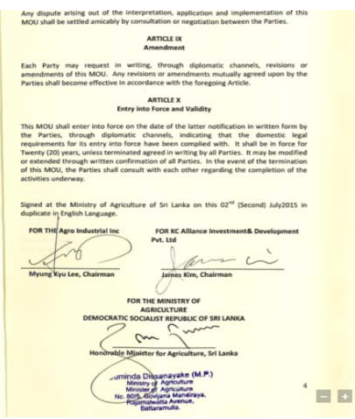 Any dispute arising out of the interpretation, application and implementation of this
MOU shall be settled amicably by consultation or negotiation between the Parties.
ARTICLE IX
Amendment
Each Party may request in writing, through diplomatic channels, revisions or
amendments of this MOU. Any revisions or amendments mutually agreed upon by the
Parties shall become effective in accordance with the foregoing Article.
ARTICLE X
Entry into Force and Validity
This MOU shall enter into force on the date of the latter notification in written form by
the Parties, through diplomatic channels, indicating that the domestic legal
requirements for its entry into force have been complied with. It shall be in force for
Twenty (20) years, unless terminated agreed in writing by all Parties. It may be modified
or extended through written confirmation of all Parties. In the event of the termination
of this MOU, the Parties shall consult with each other regarding the completion of the
activities underway.
Signed at the Ministry of Agriculture of Sri Lanka on this 02nd (Second) July2015 in
duplicate in English Language.
FOR THE Agro Industrial Inc
FOR KC Alliance Investment& Development
Pvt. Ltd
Myung Kyu Lee, Chairman
James Kim, Chairman
FOR THE MINISTRY OF
AGRICULTURE
DEMOCRATIC SOCIALIST REPUBLIC OF SRI LANKA
Honorable Minister for Agriculture, Sri Lanka
Duminda Dissanayake (M.P.)
Minister of Agriculture
Ministry of Agriculture
No. 80/5, Govijana Mandiraya,
Rajamalwatta Avenue,
Battaramulla.
4